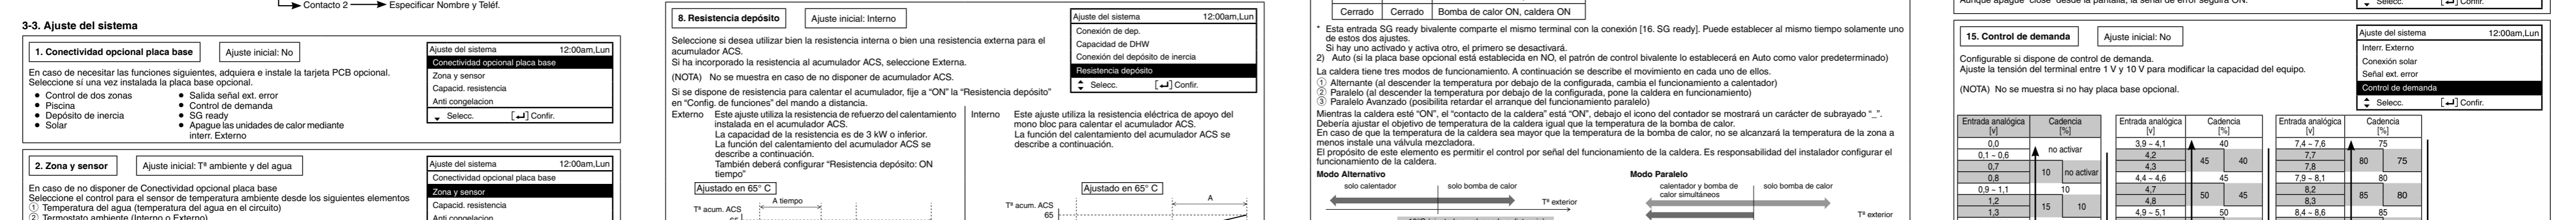 Contacto 2 Especificar Nombre y Teléf.
3-3. Ajuste del sistema
1. Conectividad opcional placa base
Ajuste inicial: No
En caso de necesitar las funciones siguientes, adquiera e instale la tarjeta PCB opcional.
Seleccione sí una vez instalada la placa base opcional.
● Control de dos zonas
● Piscina
● Depósito de inercia
● Solar
● Salida señal ext. error
● Control de demanda
● SG ready
● Apague las unidades de calor mediante
interr. Externo
Ajuste del sistema 12:00am,Lun
Conectividad opcional placa base
Zona y sensor
Capacid. resistencia
Anti congelacion
Selecc. [↵] Confir.
2. Zona y sensor
Ajuste inicial: Tª ambiente y del agua
En caso de no disponer de Conectividad opcional placa base
Seleccione el control para el sensor de temperatura ambiente desde los siguientes elementos
① Temperatura del agua (temperatura del agua en el circuito)
② Termostato ambiente (Interno o Externo)
Ajuste del sistema 12:00am,Lun
Conectividad opcional placa base
Zona y sensor
Capacid. resistencia
Anti congelacion
8. Resistencia depósito
Ajuste inicial: Interno
Seleccione si desea utilizar bien la resistencia interna o bien una resistencia externa para el
acumulador ACS.
Si ha incorporado la resistencia al acumulador ACS, seleccione Externa.
(NOTA) No se muestra en caso de no disponer de acumulador ACS.
Si se dispone de resistencia para calentar el acumulador, fije a “ON” la “Resistencia depósito”
en “Config. de funciones” del mando a distancia.
Ajuste del sistema 12:00am,Lun
Conexión de dep.
Capacidad de DHW
Conexión del depósito de inercia
Resistencia depósito
Selecc. [↵] Confir.
Externo Este ajuste utiliza la resistencia de refuerzo del calentamiento
instalada en el acumulador ACS.
La capacidad de la resistencia es de 3 kW o inferior.
La función del calentamiento del acumulador ACS se
describe a continuación.
También deberá configurar “Resistencia depósito: ON
tiempo”
Ajustado en 65° C
A tiempo
Tª acum. ACS
65
Interno Este ajuste utiliza la resistencia eléctrica de apoyo del
mono bloc para calentar el acumulador.
La función del calentamiento del acumulador ACS se
describe a continuación.
Ajustado en 65° C
A
Tª acum. ACS
65
Cerrado Cerrado Bomba de calor ON, caldera ON
* Esta entrada SG ready bivalente comparte el mismo terminal con la conexión [16. SG ready]. Puede establecer al mismo tiempo solamente uno
de estos dos ajustes.
Si hay uno activado y activa otro, el primero se desactivará.
2) Auto (si la placa base opcional está establecida en NO, el patrón de control bivalente lo establecerá en Auto como valor predeterminado)
La caldera tiene tres modos de funcionamiento. A continuación se describe el movimiento en cada uno de ellos.
① Alternante (al descender la temperatura por debajo de la configurada, cambia el funcionamiento a calentador)
② Paralelo (al descender la temperatura por debajo de la configurada, pone la caldera en funcionamiento)
③ Paralelo Avanzado (posibilita retardar el arranque del funcionamiento paralelo)
Mientras la caldera esté “ON”, el “contacto de la caldera” está “ON”, debajo el icono del contador se mostrará un carácter de subrayado “_”.
Debería ajustar el objetivo de temperatura de la caldera igual que la temperatura de la bomba de calor.
En caso de que la temperatura de la caldera sea mayor que la temperatura de la bomba de calor, no se alcanzará la temperatura de la zona a
menos instale una válvula mezcladora.
El propósito de este elemento es permitir el control por señal del funcionamiento de la caldera. Es responsabilidad del instalador configurar el
funcionamiento de la caldera.
Modo Alternativo
solo calentador solo bomba de calor
Tª exterior
Modo Paralelo
calentador y bomba de
calor simultáneos
solo bomba de calor
Tª exterior
Aunque apague “close” desde la pantalla, la señal de error seguirá ON.
Selecc. [↵] Confir.
15. Control de demanda
Ajuste inicial: No
Configurable si dispone de control de demanda.
Ajuste la tensión del terminal entre 1 V y 10 V para modificar la capacidad del equipo.
(NOTA) No se muestra si no hay placa base opcional.
Ajuste del sistema 12:00am,Lun
Interr. Externo
Conexión solar
Señal ext. error
Control de demanda
Selecc. [↵] Confir.
Entrada analógica [v] Cadencia [%]
0,0 no activar
0,1 ~ 0,6
0,7 10 no activar
0,8
0,9 ~ 1,1 10
1,2 15 10
1,3
Entrada analógica [v] Cadencia [%]
3,9 ~ 4,1 40
4,2 45 40
4,3
4,4 ~ 4,6 45
4,7 50 45
4,8
4,9 ~ 5,1 50
Entrada analógica [v] Cadencia [%]
7,4 ~ 7,6 75
7,7 80 75
7,8
7,9 ~ 8,1 80
8,2 85 80
8,3
8,4 ~ 8,6 85